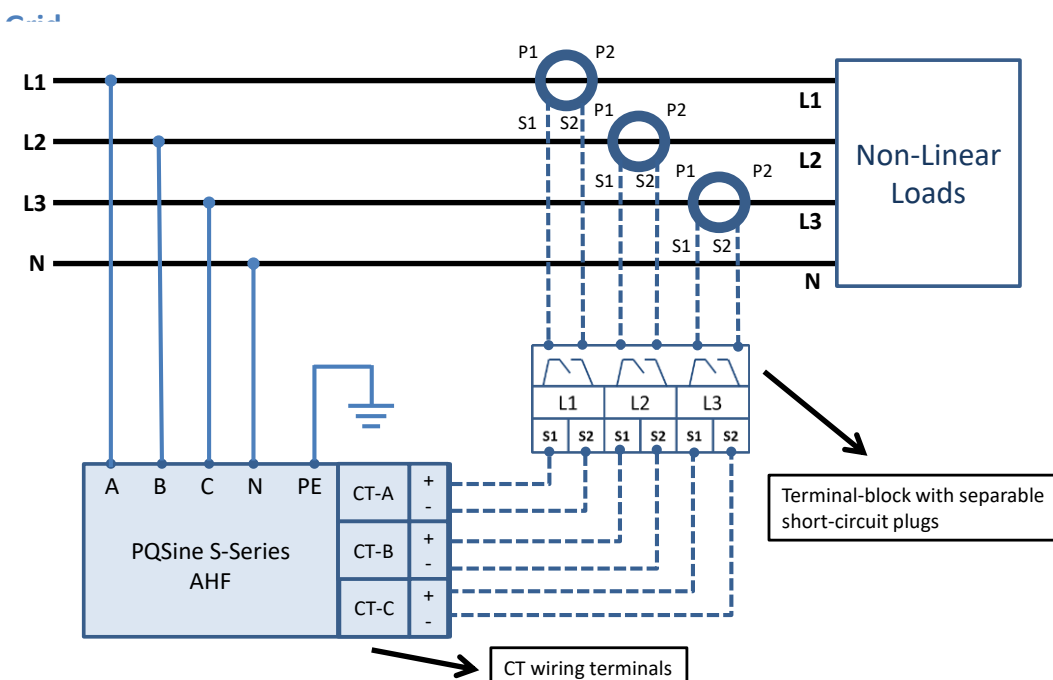 Grid
P1 P2
L1
L1
S1 S2 P1 P2
L2
L2
S1 S2 P1 P2
L3
L3
S1 S2
N
N
Non-Linear
Loads
L1 L2 L3
S1 S2 S1 S2 S1 S2
A B C N PE
CT-A + -
CT-B + -
CT-C + -
PQSine S-Series
AHF
Terminal-block with separable
short-circuit plugs
CT wiring terminals